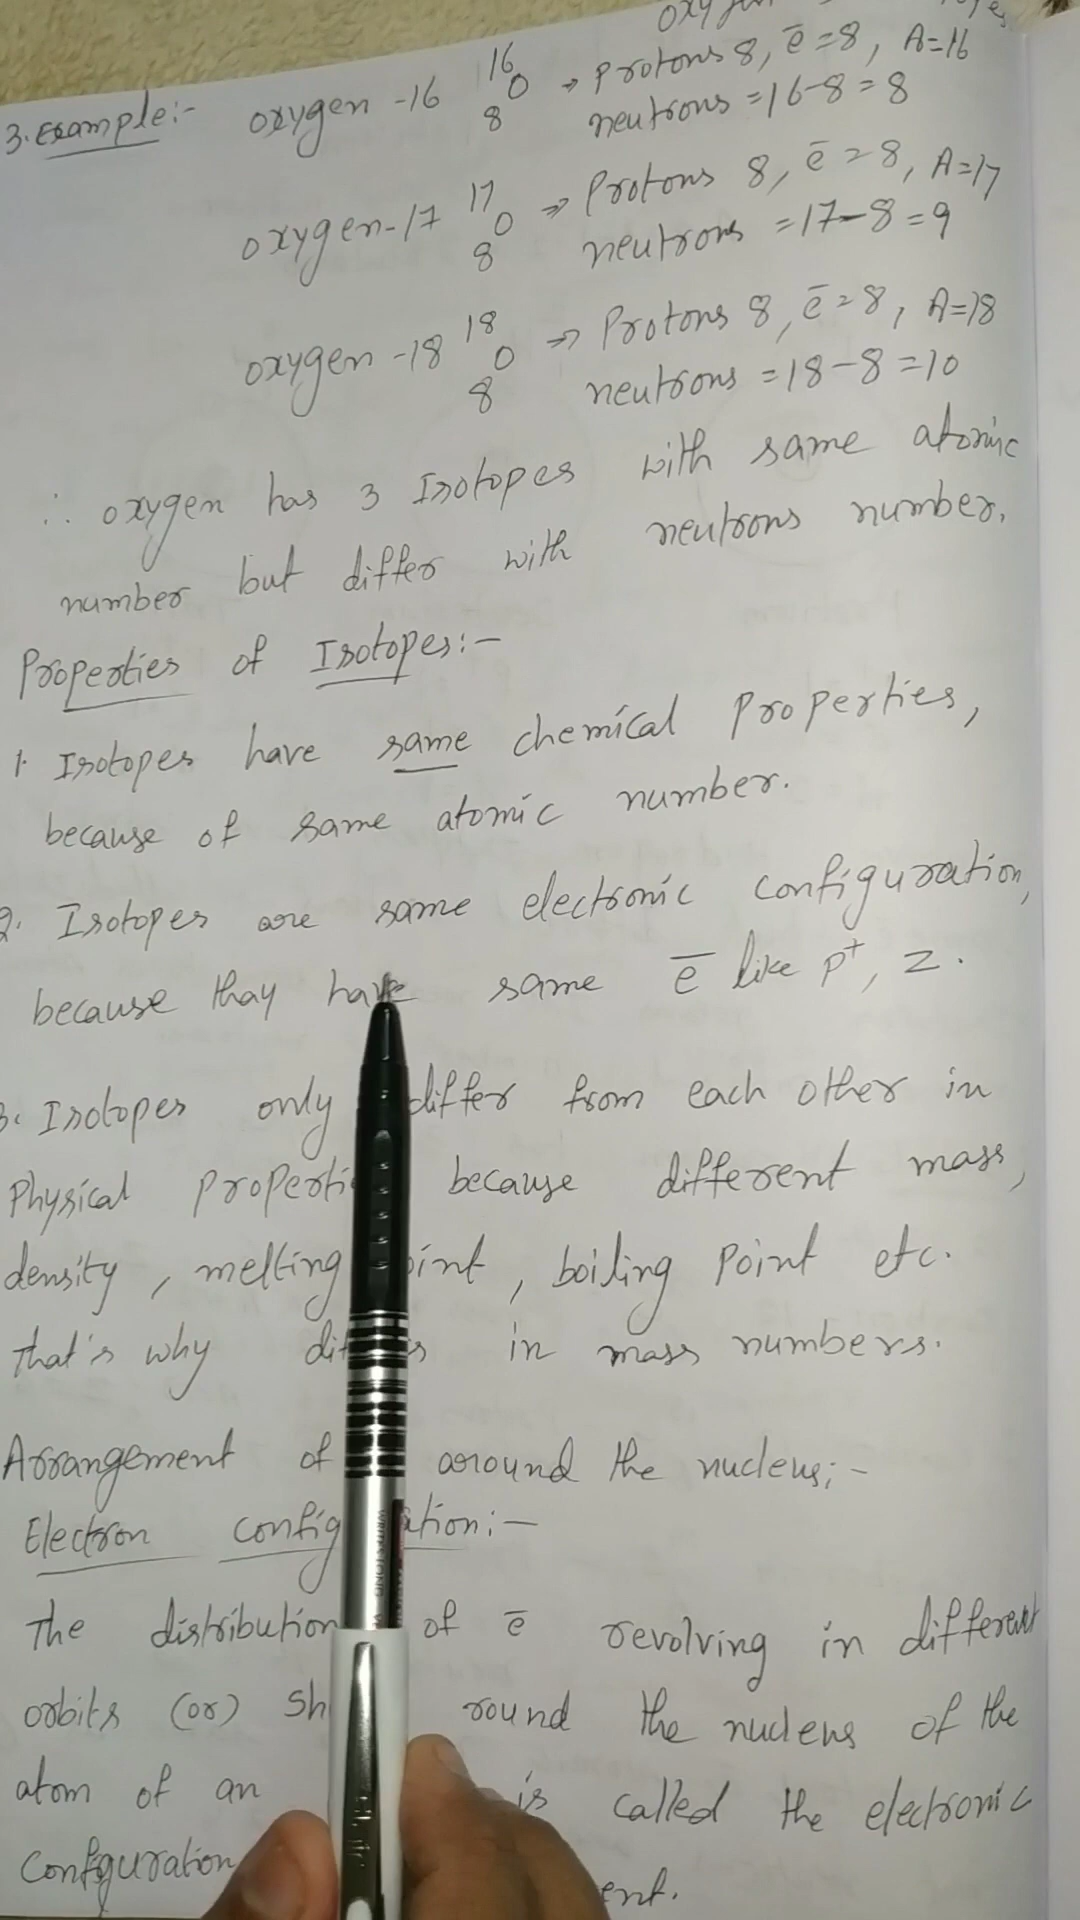 3. Example:- oxygen -16 16 8 O → protons 8, e̅=8, A=16
neutrons =16-8=8
oxygen-17 17 8 O ⇒ Protons 8, e̅=8, A=17
neutrons =17-8=9
oxygen -18 18 8 O ⇒ Protons 8, e̅=8, A=18
neutrons =18-8=10
∴ oxygen has 3 Isotopes with same atomic
number but differ with neutrons number.
Properties of Isotopes:-
1. Isotopes have same chemical properties,
because of same atomic number.
2. Isotopes are same electronic configuration,
because thay have same e̅ like p⁺, z.
3. Isotopes only differ from each other in
Physical because different mass,
density, melting , boiling point etc.
that's why in mass numbers.
Arrangement of around the nucleus:-
Electron :-
The distribution of e̅ revolving in different
orbits (or) round the nucleus of the
atom of an is called the electronic
configuration